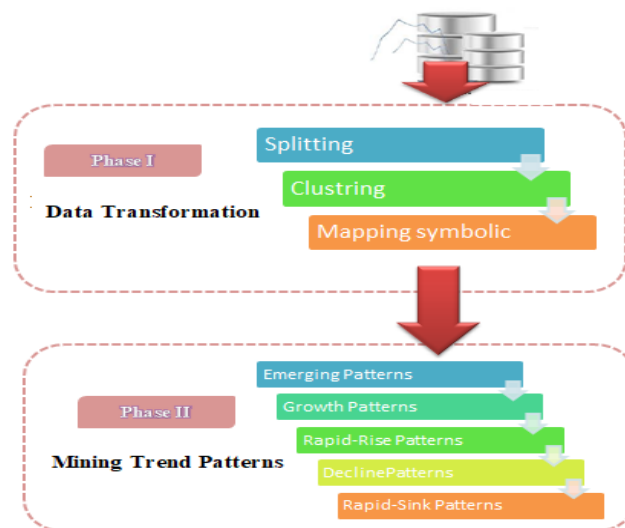 Phase I
Data Transformation
Splitting
Clustring
Mapping symbolic
Phase II
Mining Trend Patterns
Emerging Patterns
Growth Patterns
Rapid-Rise Patterns
DeclinePatterns
Rapid-Sink Patterns